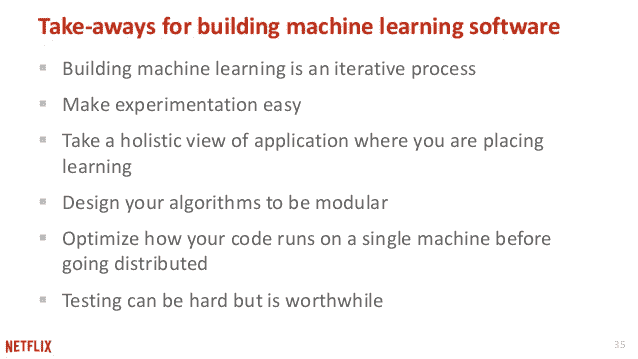 Take-aways for building machine learning software
Building machine learning is an iterative process
Make experimentation easy
Take a holistic view of application where you are placing
learning
Design your algorithms to be modular
Optimize how your code runs on a single machine before
going distributed
Testing can be hard but is worthwhile
NETFLIX
35